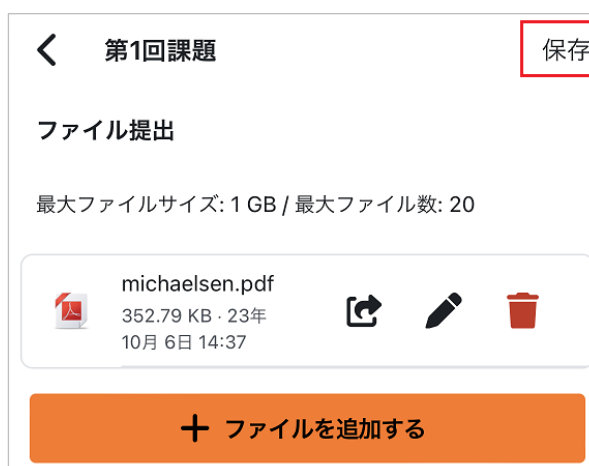 第1回課題
保存
ファイル提出
最大ファイルサイズ: 1 GB / 最大ファイル数: 20
michaelsen.pdf
352.79 KB · 23年
10月 6日 14:37
+ ファイルを追加する